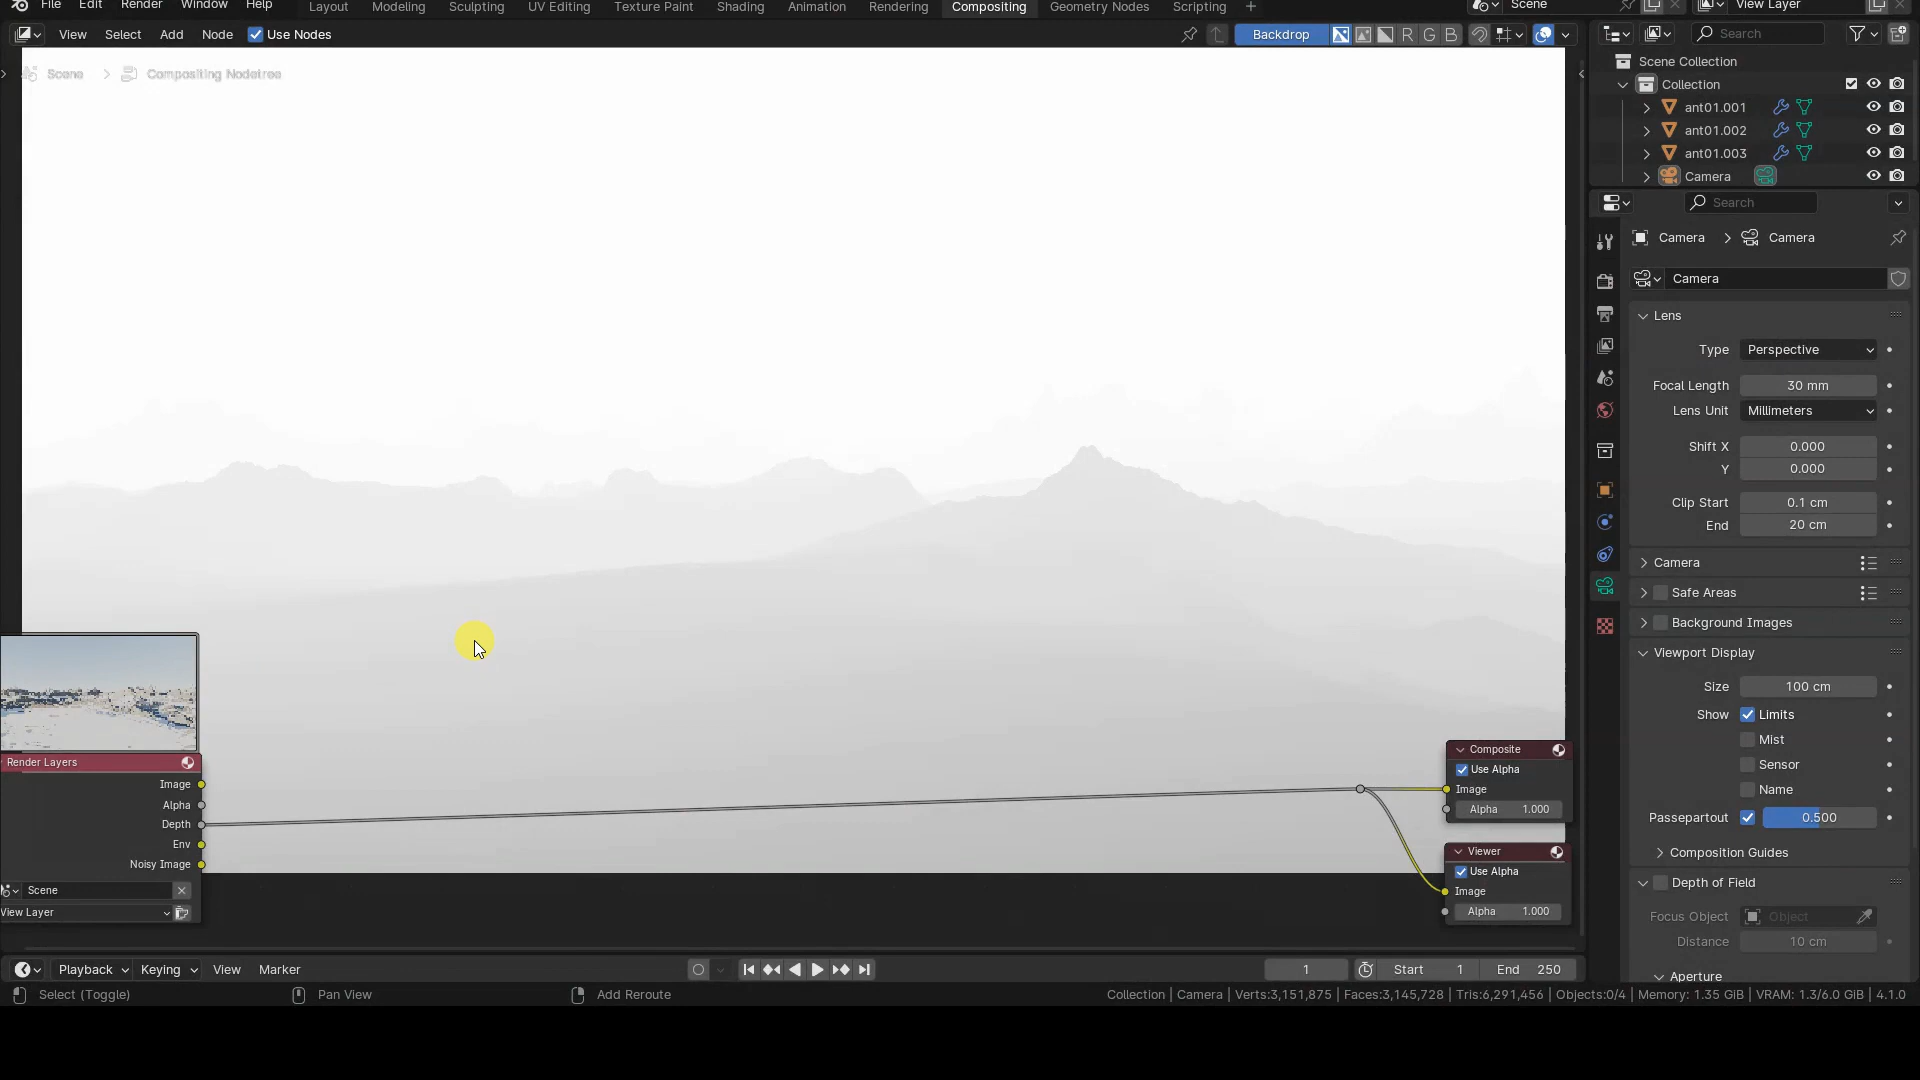 File Edit Render Window Help Layout Modeling Sculpting UV Editing Texture Paint Shading Animation Rendering Compositing Geometry Nodes Scripting + Scene View Layer
View Select Add Node Use Nodes Backdrop R G B Search
Scene > Compositing Nodetree
Scene Collection
Collection
ant01.001
ant01.002
ant01.003
Camera
Search
Camera > Camera
Camera
Lens
Type Perspective
Focal Length 30 mm
Lens Unit Millimeters
Shift X 0.000
Y 0.000
Clip Start 0.1 cm
End 20 cm
Camera
Safe Areas
Background Images
Viewport Display
Size 100 cm
Show Limits
Mist
Sensor
Name
Passepartout 0.500
Composition Guides
Depth of Field
Focus Object Object
Distance 10 cm
Aperture
Render Layers
Image
Alpha
Depth
Env
Noisy Image
Scene
View Layer
Composite
Use Alpha
Image
Alpha 1.000
Viewer
Use Alpha
Image
Alpha 1.000
Playback Keying View Marker 1 Start 1 End 250
Select (Toggle) Pan View Add Reroute Collection | Camera | Verts:3,151,875 | Faces:3,145,728 | Tris:6,291,456 | Objects:0/4 | Memory: 1.35 GiB | VRAM: 1.3/6.0 GiB | 4.1.0